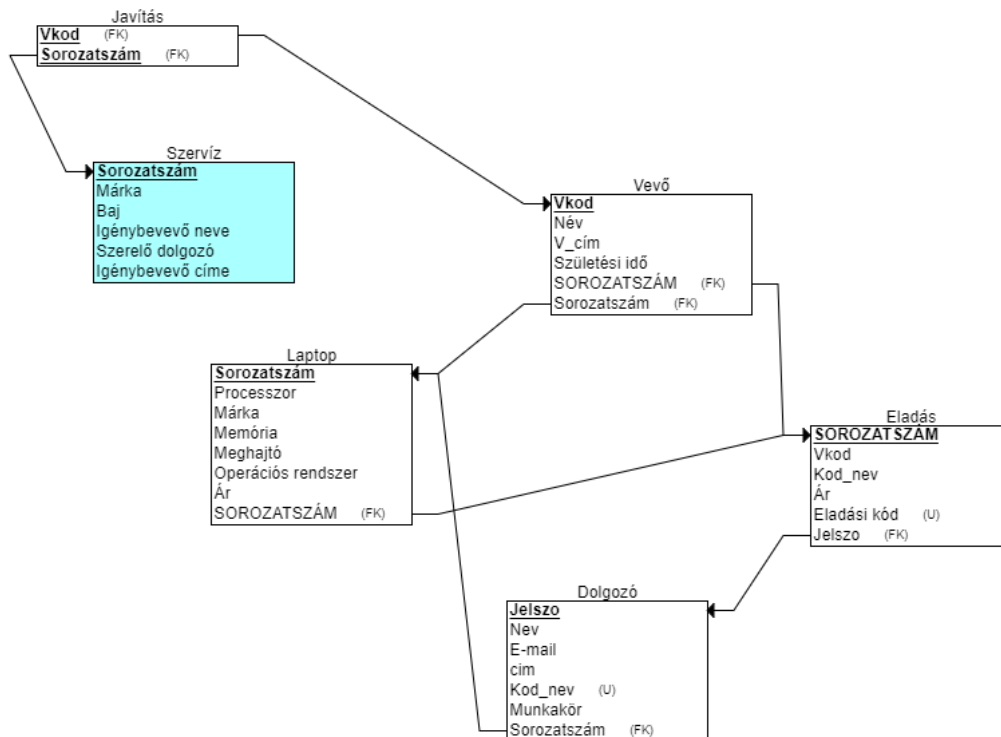 Javítás
Vkod (FK)
Sorozatszám (FK)
Szervíz
Sorozatszám
Márka
Baj
Igénybevevő neve
Szerelő dolgozó
Igénybevevő címe
Vevő
Vkod
Név
V_cím
Születési idő
SOROZATSZÁM (FK)
Sorozatszám (FK)
Laptop
Sorozatszám
Processzor
Márka
Memória
Meghajtó
Operációs rendszer
Ár
SOROZATSZÁM (FK)
Eladás
SOROZATSZÁM
Vkod
Kod_nev
Ár
Eladási kód (U)
Jelszo (FK)
Dolgozó
Jelszo
Nev
E-mail
cim
Kod_nev (U)
Munkakör
Sorozatszám (FK)